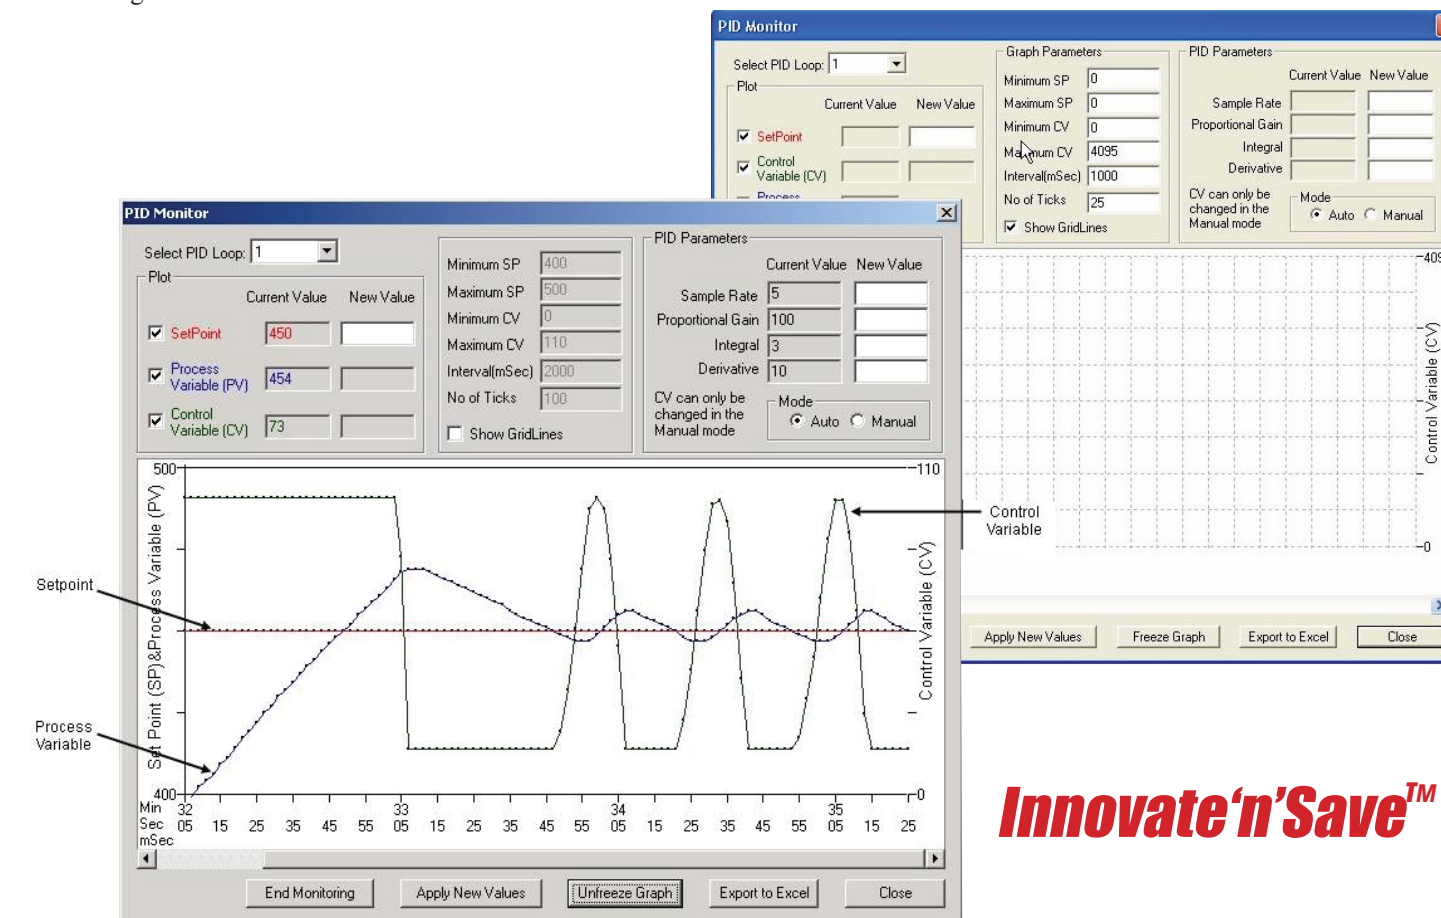 g
PID Monitor
Select PID Loop: 1
Plot
Current Value New Value
SetPoint
Control
Variable (CV)
Process
Graph Parameters
Minimum SP 0
Maximum SP 0
Minimum CV 0
Maximum CV 4095
Interval(mSec) 1000
No of Ticks 25
Show GridLines
PID Parameters
Current Value New Value
Sample Rate
Proportional Gain
Integral
Derivative
CV can only be
changed in the
Manual mode
Mode
Auto Manual
409
Control Variable (CV)
0
Apply New Values Freeze Graph Export to Excel Close
PID Monitor
Select PID Loop: 1
Plot
Current Value New Value
SetPoint 450
Process
Variable (PV) 454
Control
Variable (CV) 73
Minimum SP 400
Maximum SP 500
Minimum CV 0
Maximum CV 110
Interval(mSec) 2000
No of Ticks 100
Show GridLines
PID Parameters
Current Value New Value
Sample Rate 5
Proportional Gain 100
Integral 3
Derivative 10
CV can only be
changed in the
Manual mode
Mode
Auto Manual
500
110
Set Point (SP)&Process Variable (PV)
Control Variable (CV)
Control
Variable
Setpoint
Process
Variable
400
0
Min 32 33 34 35
Sec 05 15 25 35 45 55 05 15 25 35 45 55 05 15 25 35 45 55 05 15 25
mSec
End Monitoring Apply New Values Unfreeze Graph Export to Excel Close
Innovate‘n’Save™